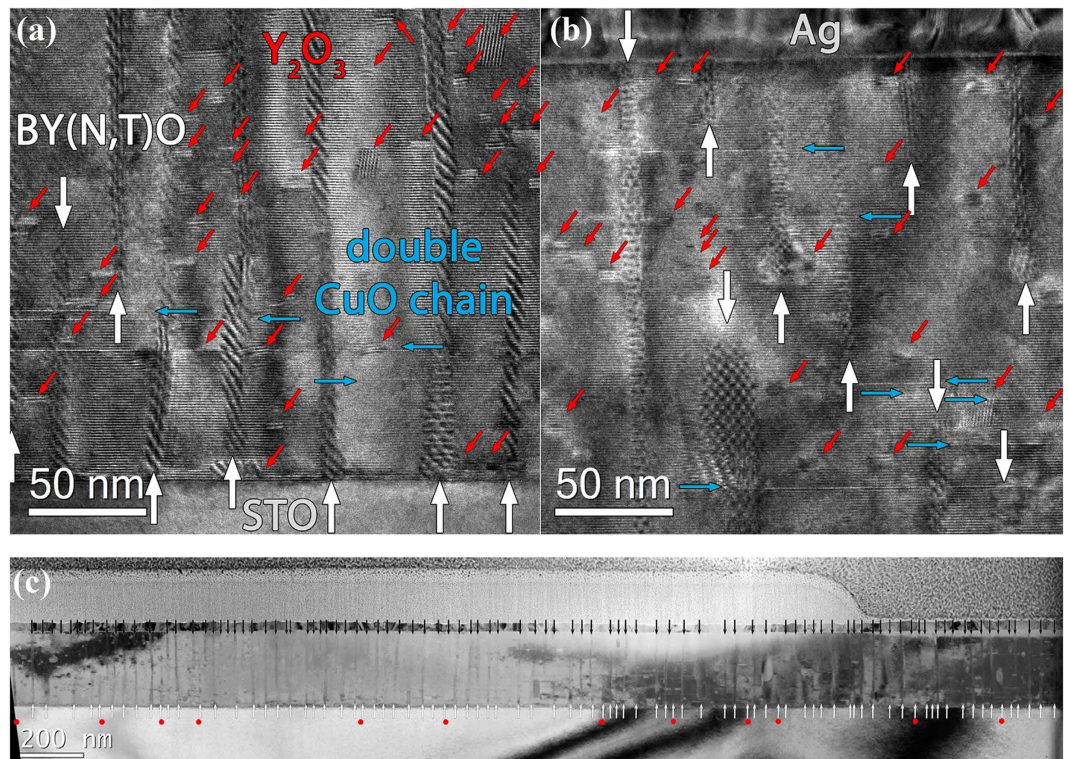 (a)
Y₂O₃
BY(N,T)O
double
CuO chain
50 nm
STO
(b)
Ag
50 nm
(c)
200 nm